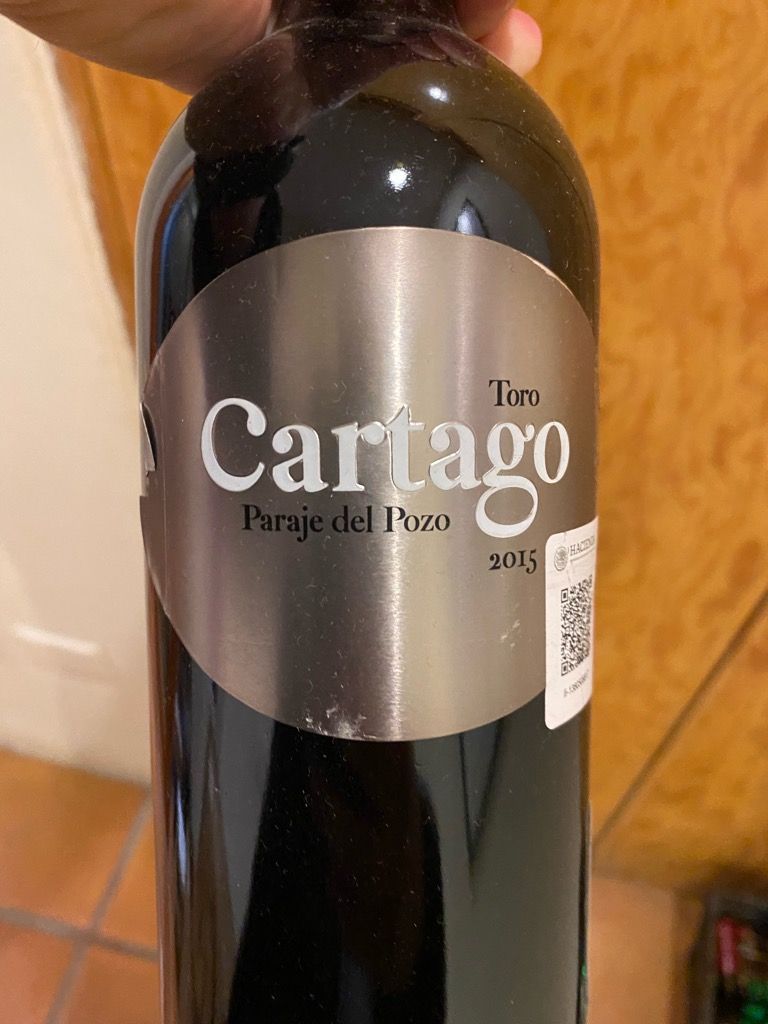 Toro
Cartago
Paraje del Pozo
2015
HACIENDA